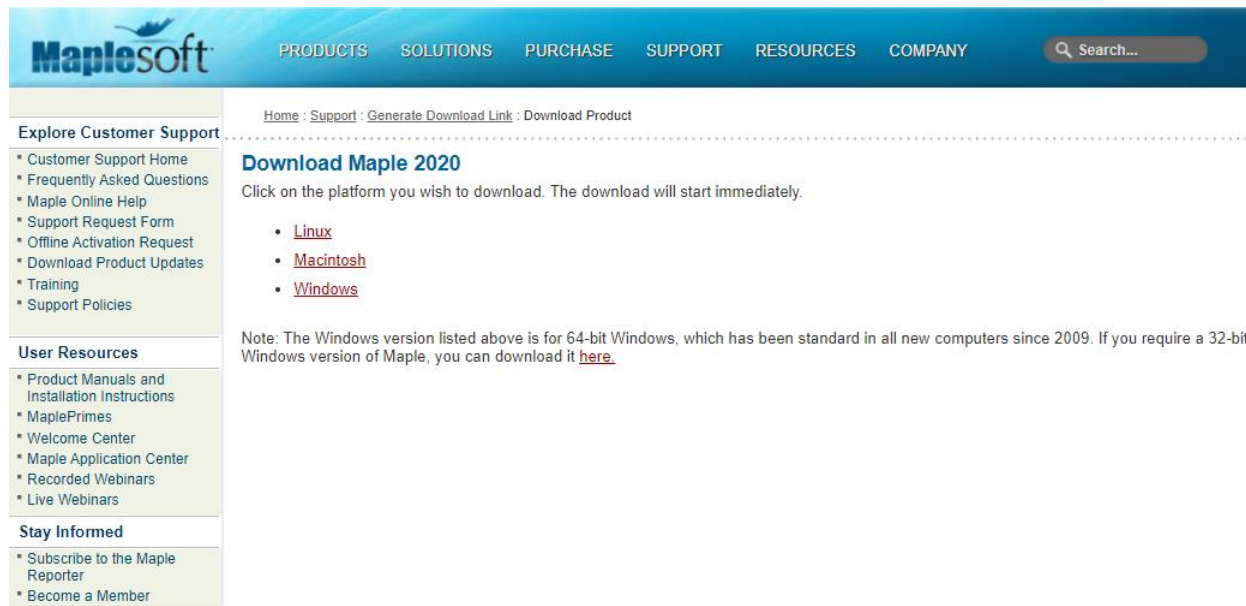 Maplesoft
PRODUCTS SOLUTIONS PURCHASE SUPPORT RESOURCES COMPANY Search...
Home : Support : Generate Download Link : Download Product
Explore Customer Support
Customer Support Home
Frequently Asked Questions
Maple Online Help
Support Request Form
Offline Activation Request
Download Product Updates
Training
Support Policies
User Resources
Product Manuals and
Installation Instructions
MaplePrimes
Welcome Center
Maple Application Center
Recorded Webinars
Live Webinars
Stay Informed
Subscribe to the Maple
Reporter
Become a Member
Download Maple 2020
Click on the platform you wish to download. The download will start immediately.
• Linux
• Macintosh
• Windows
Note: The Windows version listed above is for 64-bit Windows, which has been standard in all new computers since 2009. If you require a 32-bit
Windows version of Maple, you can download it here.